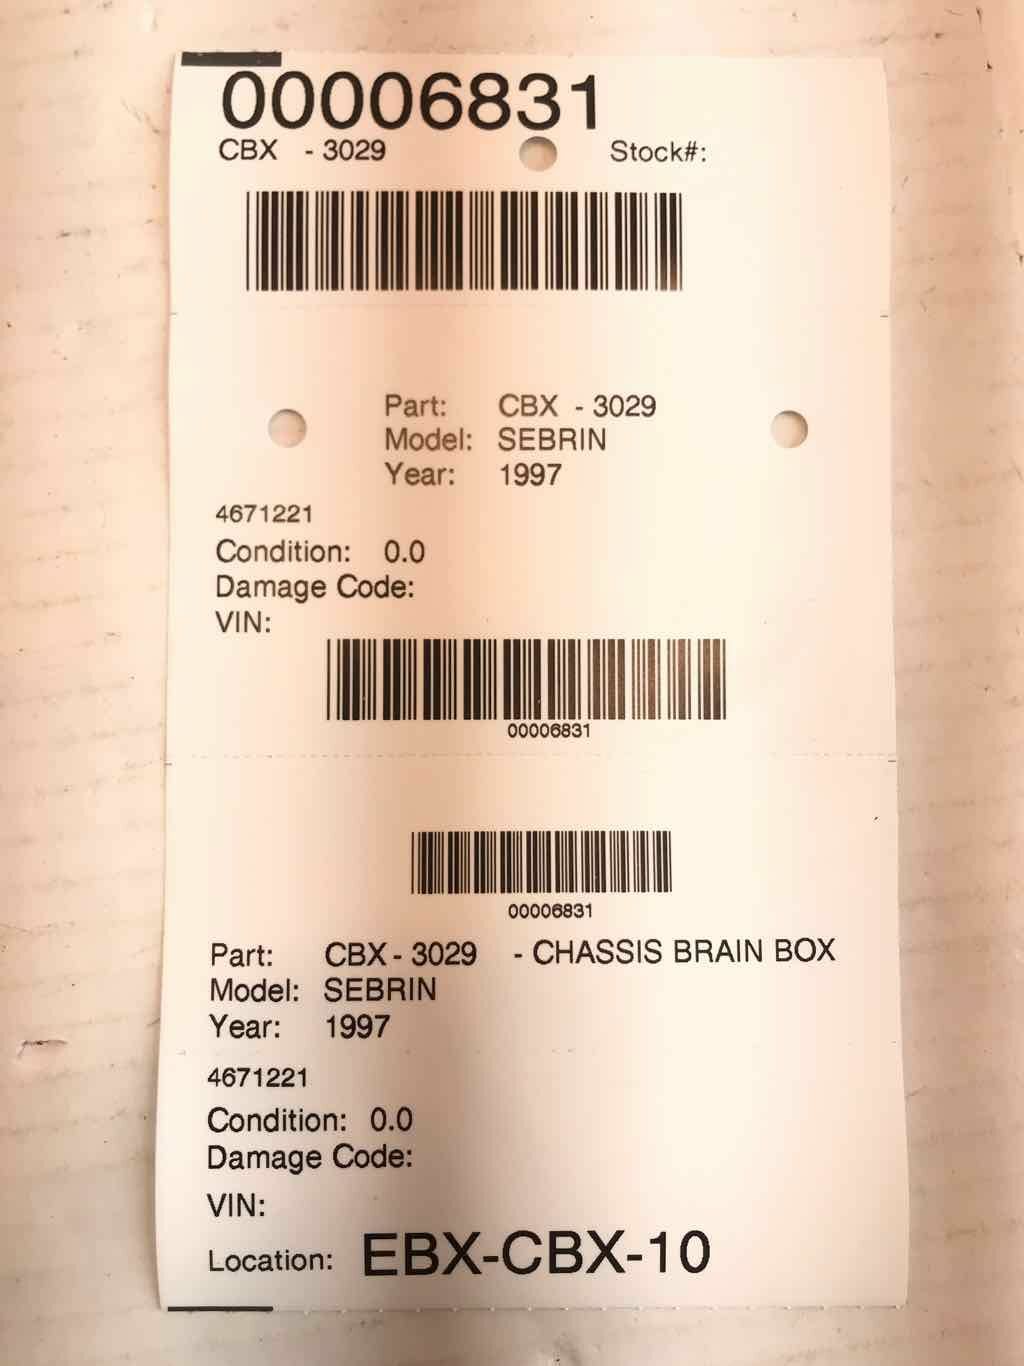 00006831
CBX - 3029 Stock#:
Part: CBX - 3029
Model: SEBRIN
Year: 1997
4671221
Condition: 0.0
Damage Code:
VIN:
00006831
00006831
Part: CBX - 3029 - CHASSIS BRAIN BOX
Model: SEBRIN
Year: 1997
4671221
Condition: 0.0
Damage Code:
VIN:
Location: EBX-CBX-10